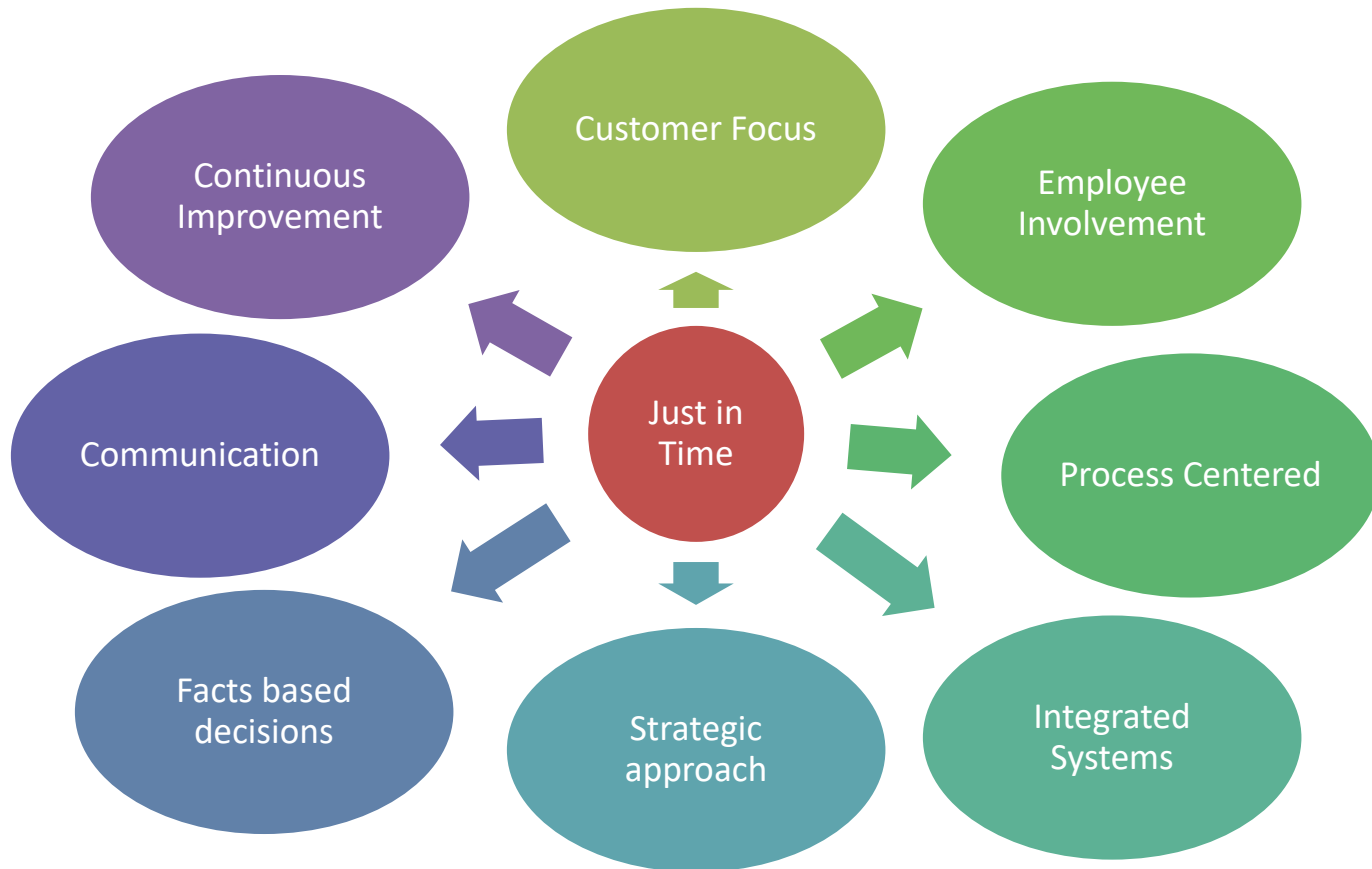 Customer Focus
Continuous
Improvement
Employee
Involvement
Just in
Time
Communication
Process Centered
Facts based
decisions
Strategic
approach
Integrated
Systems